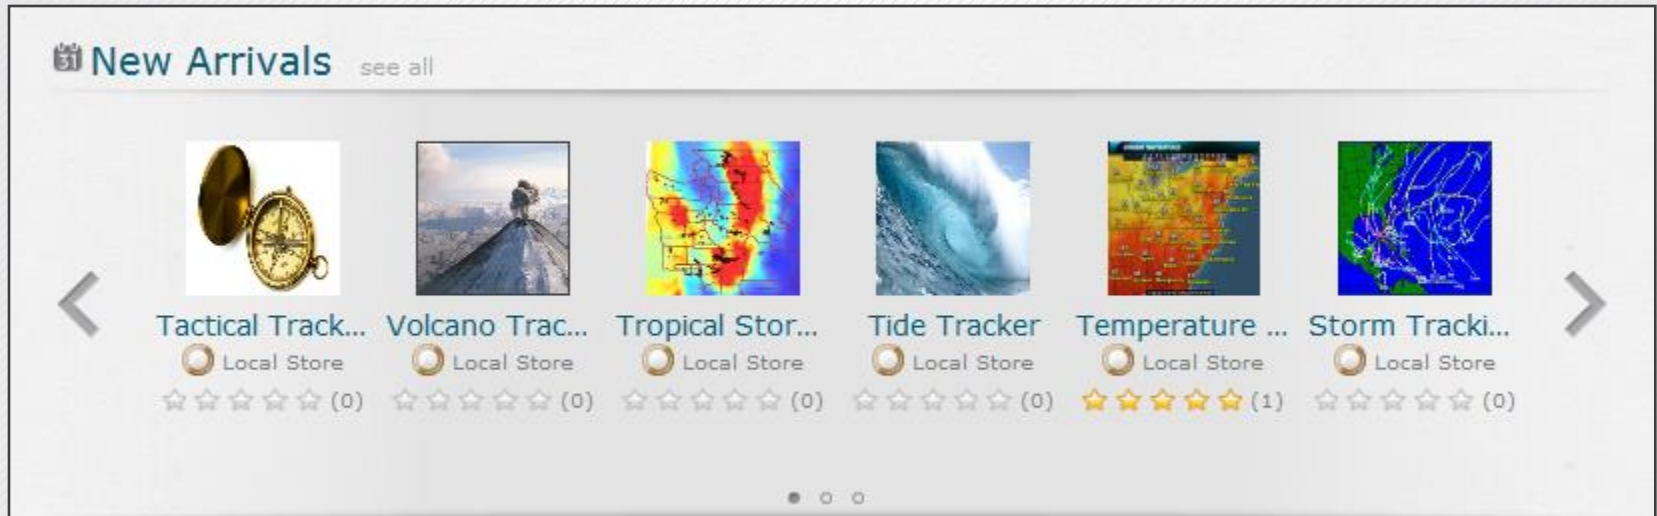 31 New Arrivals see all
Tactical Track... Volcano Trac... Tropical Stor... Tide Tracker Temperature ... Storm Tracki...
Local Store Local Store Local Store Local Store Local Store Local Store
(0) (0) (0) (0) (1) (0)